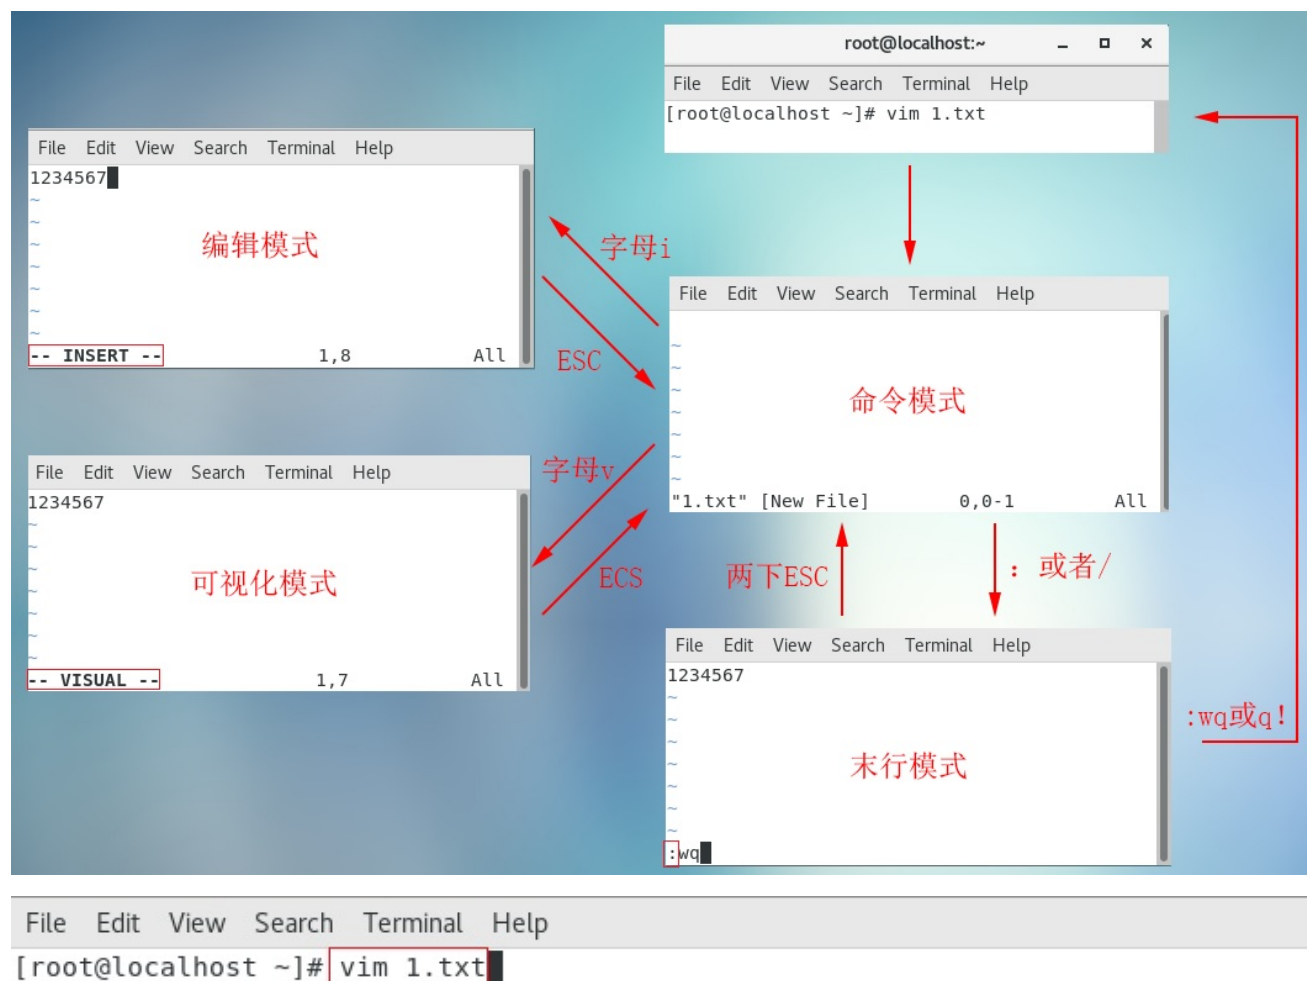 root@localhost:~
File Edit View Search Terminal Help
[root@localhost ~]# vim 1.txt
File Edit View Search Terminal Help
1234567
~
~
~
~
~
~
~
编辑模式
-- INSERT -- 1,8 All
字母i
ESC
File Edit View Search Terminal Help
~
~
~
~
~
~
~
命令模式
"1.txt" [New File] 0,0-1 All
File Edit View Search Terminal Help
1234567
~
~
~
~
~
~
~
可视化模式
-- VISUAL -- 1,7 All
字母v
ECS
两下ESC
：或者/
File Edit View Search Terminal Help
1234567
~
~
~
~
~
~
~
末行模式
:wq
:wq或q!
File Edit View Search Terminal Help
[root@localhost ~]# vim 1.txt